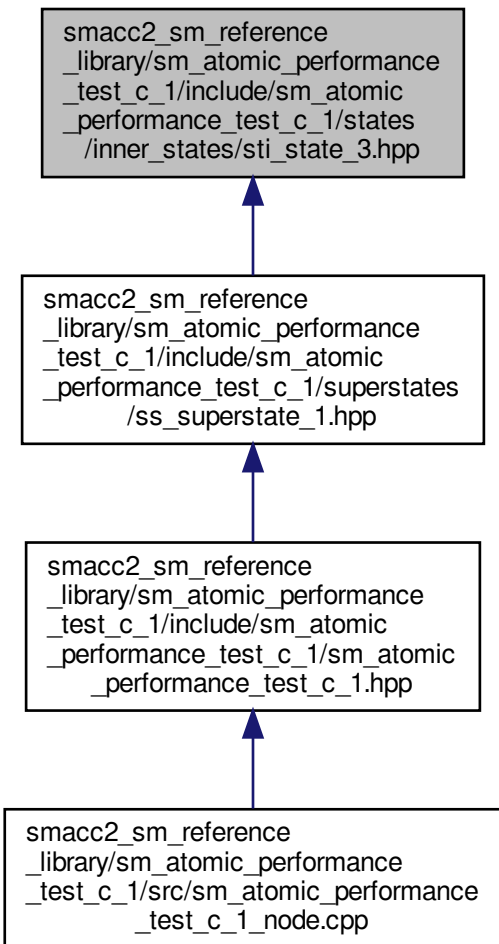 smacc2_sm_reference
_library/sm_atomic_performance
_test_c_1/include/sm_atomic
_performance_test_c_1/states
/inner_states/sti_state_3.hpp
smacc2_sm_reference
_library/sm_atomic_performance
_test_c_1/include/sm_atomic
_performance_test_c_1/superstates
/ss_superstate_1.hpp
smacc2_sm_reference
_library/sm_atomic_performance
_test_c_1/include/sm_atomic
_performance_test_c_1/sm_atomic
_performance_test_c_1.hpp
smacc2_sm_reference
_library/sm_atomic_performance
_test_c_1/src/sm_atomic_performance
_test_c_1_node.cpp